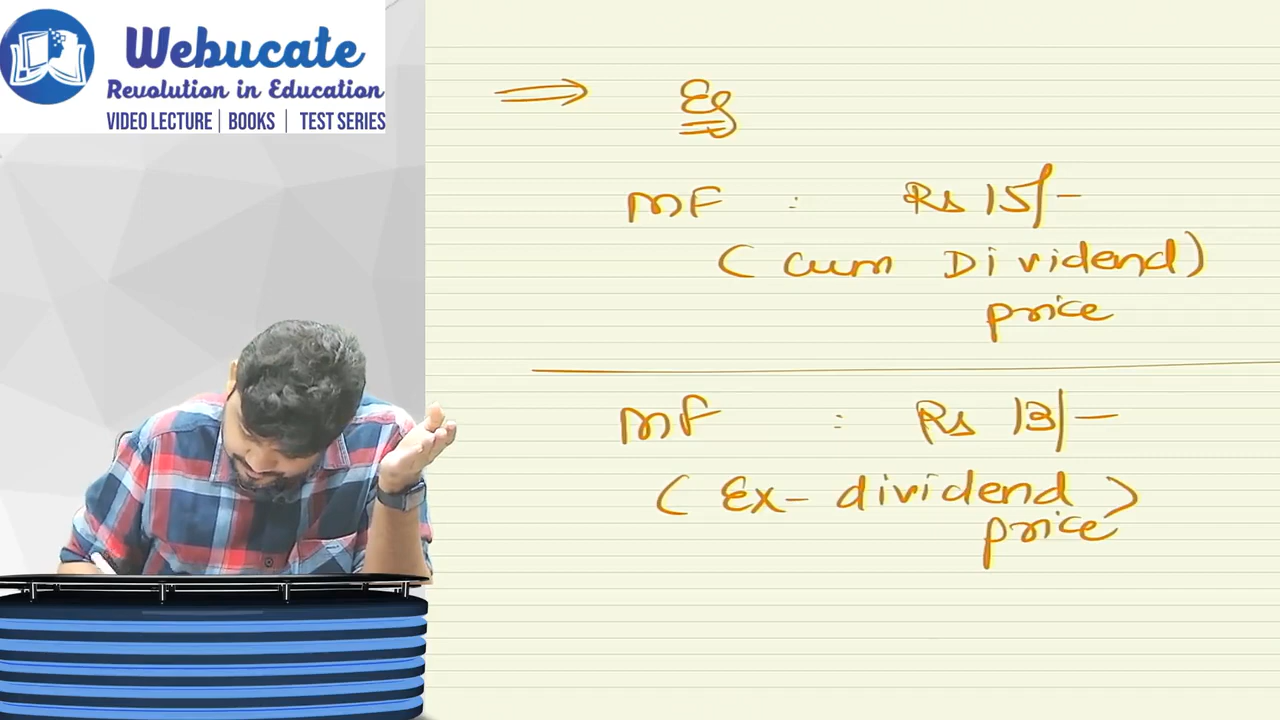 Webucate
Revolution in Education
VIDEO LECTURE | BOOKS | TEST SERIES
⇒ Eg
MF : Rs 15/-
(Cum Dividend)
price
MF : Rs 13/-
(Ex-dividend)
price